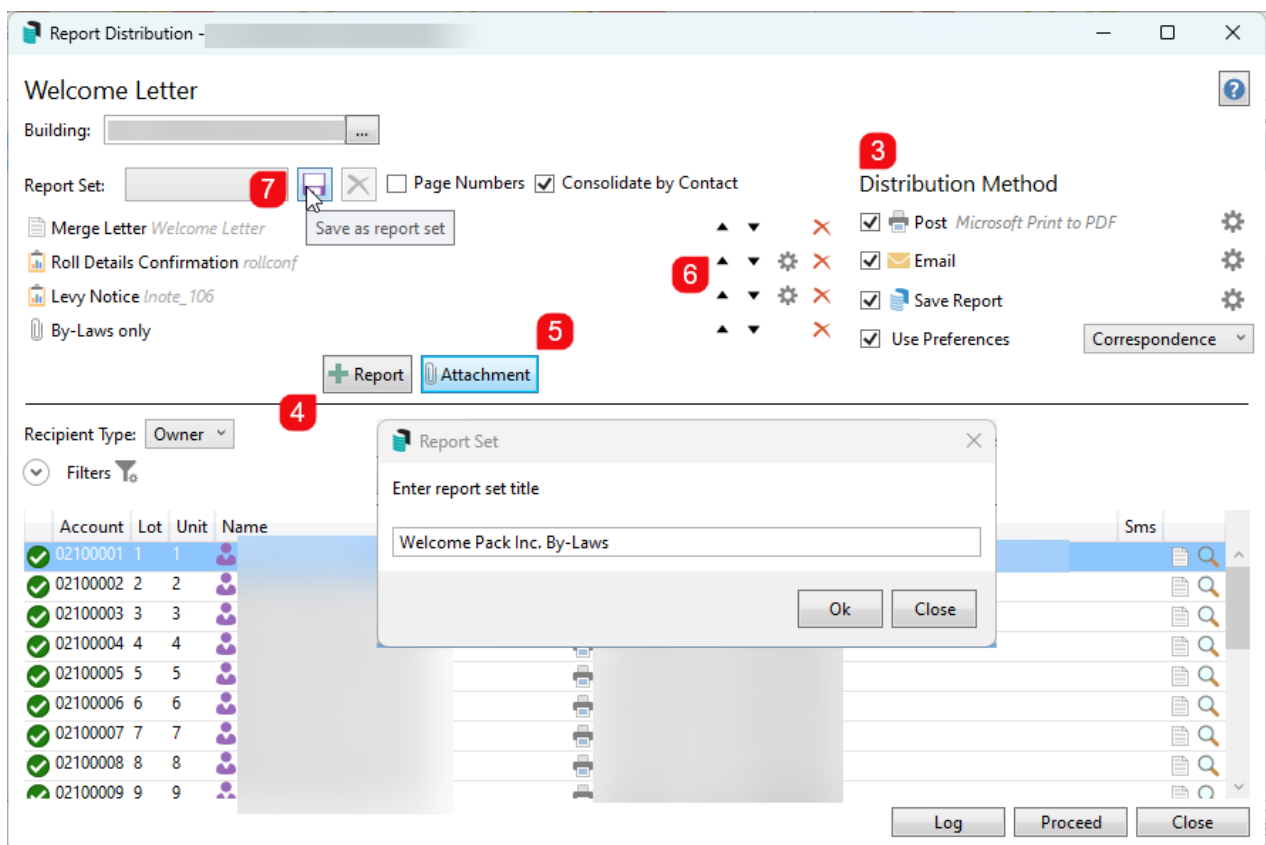 Report Distribution -
Welcome Letter
Building: ...
3
Report Set: 7 Page Numbers Consolidate by Contact Distribution Method
Merge Letter Welcome Letter Save as report set Post Microsoft Print to PDF
Roll Details Confirmation rollconf 6 Email
Levy Notice lnote_106 Save Report
By-Laws only 5 Use Preferences Correspondence
Report Attachment
4
Recipient Type: Owner
Report Set
Filters
Enter report set title
Account Lot Unit Name Sms
Welcome Pack Inc. By-Laws
02100001 1 1
02100002 2 2
02100003 3 3
Ok Close
02100004 4 4
02100005 5 5
02100006 6 6
02100007 7 7
02100008 8 8
02100009 9 9
Log Proceed Close